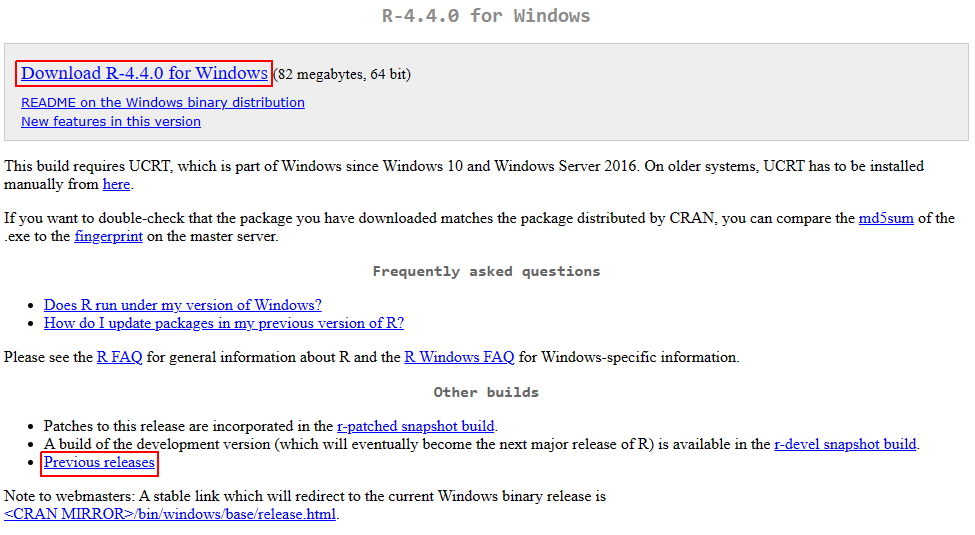 R-4.4.0 for Windows
Download R-4.4.0 for Windows (82 megabytes, 64 bit)
README on the Windows binary distribution
New features in this version
This build requires UCRT, which is part of Windows since Windows 10 and Windows Server 2016. On older systems, UCRT has to be installed
manually from here.
If you want to double-check that the package you have downloaded matches the package distributed by CRAN, you can compare the md5sum of the
.exe to the fingerprint on the master server.
Frequently asked questions
• Does R run under my version of Windows?
• How do I update packages in my previous version of R?
Please see the R FAQ for general information about R and the R Windows FAQ for Windows-specific information.
Other builds
• Patches to this release are incorporated in the r-patched snapshot build.
• A build of the development version (which will eventually become the next major release of R) is available in the r-devel snapshot build.
• Previous releases
Note to webmasters: A stable link which will redirect to the current Windows binary release is
<CRAN MIRROR>/bin/windows/base/release.html.